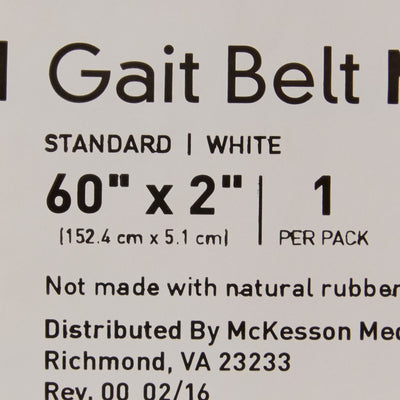 Gait Belt
STANDARD | WHITE
60" x 2" | 1
(152.4 cm x 5.1 cm) PER PACK
Not made with natural rubber
Distributed By McKesson
Richmond, VA 23233
Rev. 00 02/16